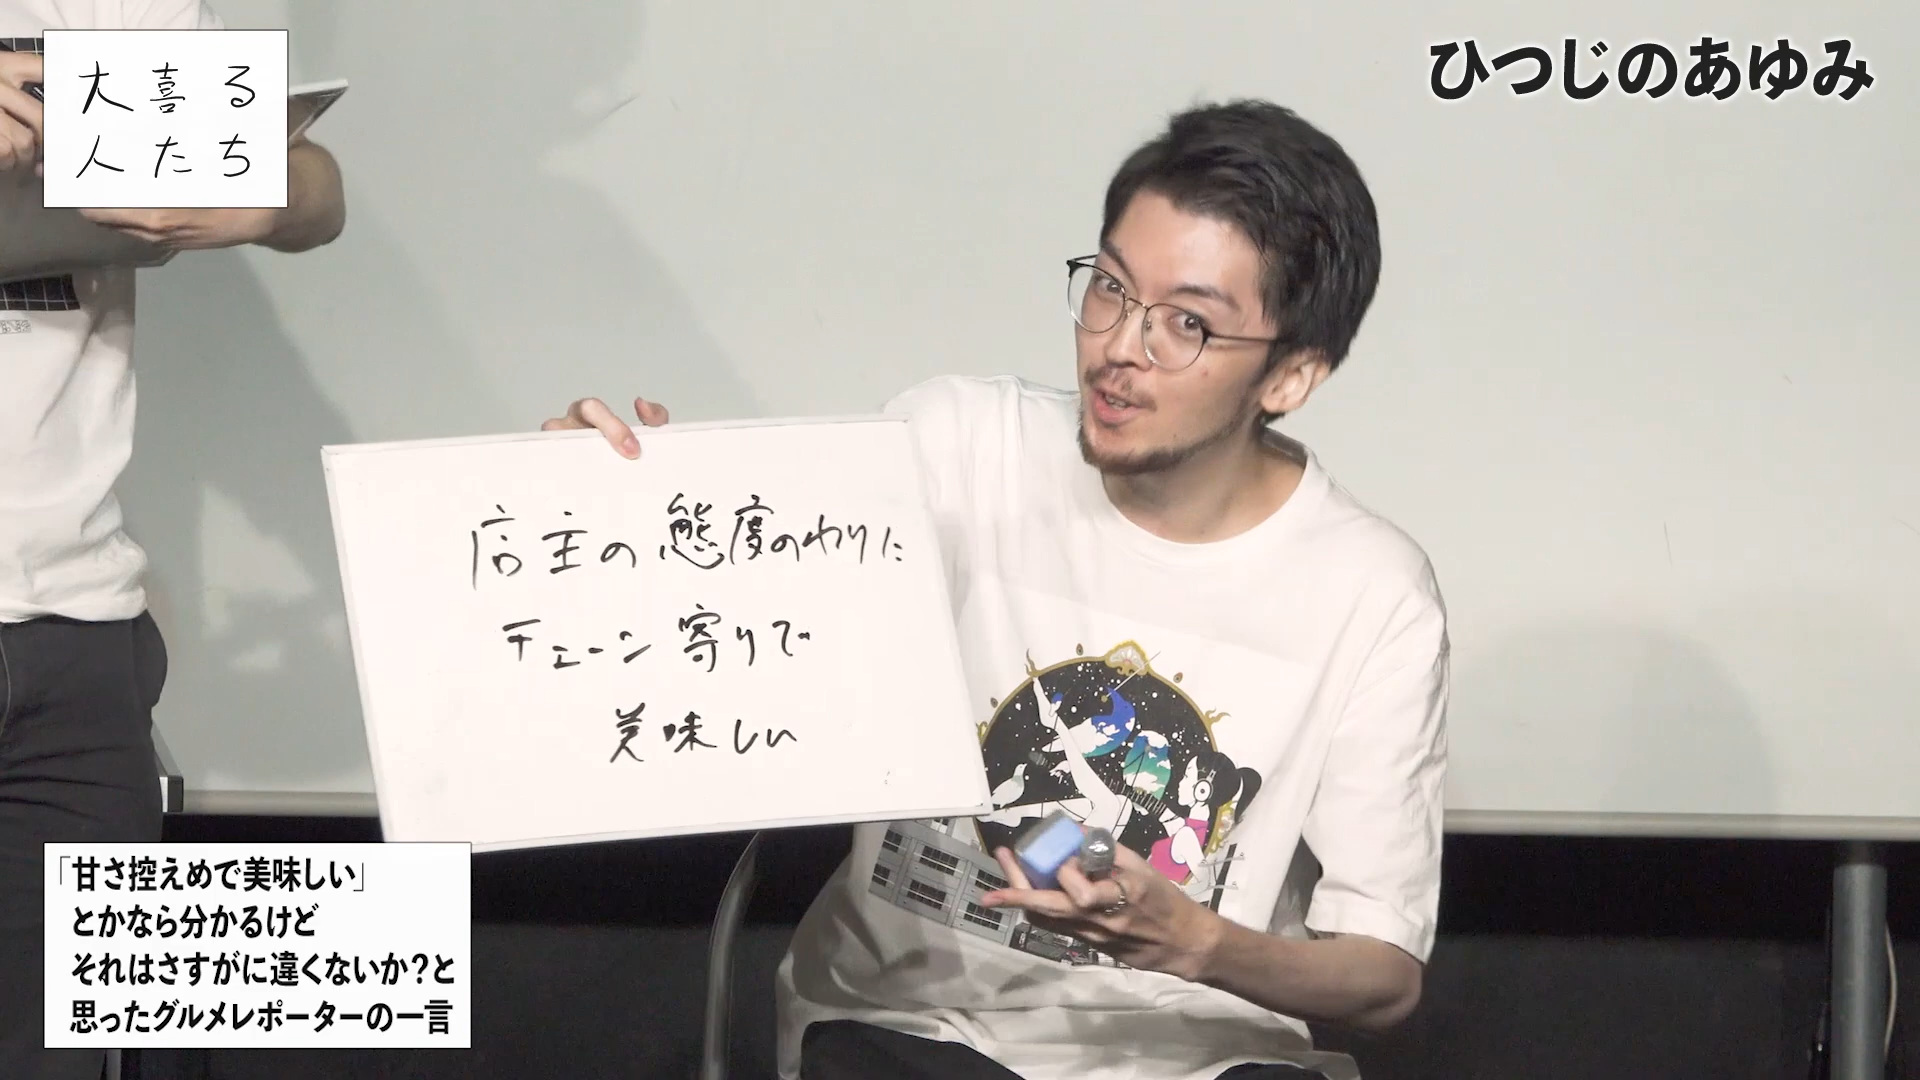 大喜る
人たち
ひつじのあゆみ
店主の態度のわりに
チェーン寄りで
美味しい
「甘さ控えめで美味しい」
とかなら分かるけど
それはさすがに違くないか?と
思ったグルメレポーターの一言